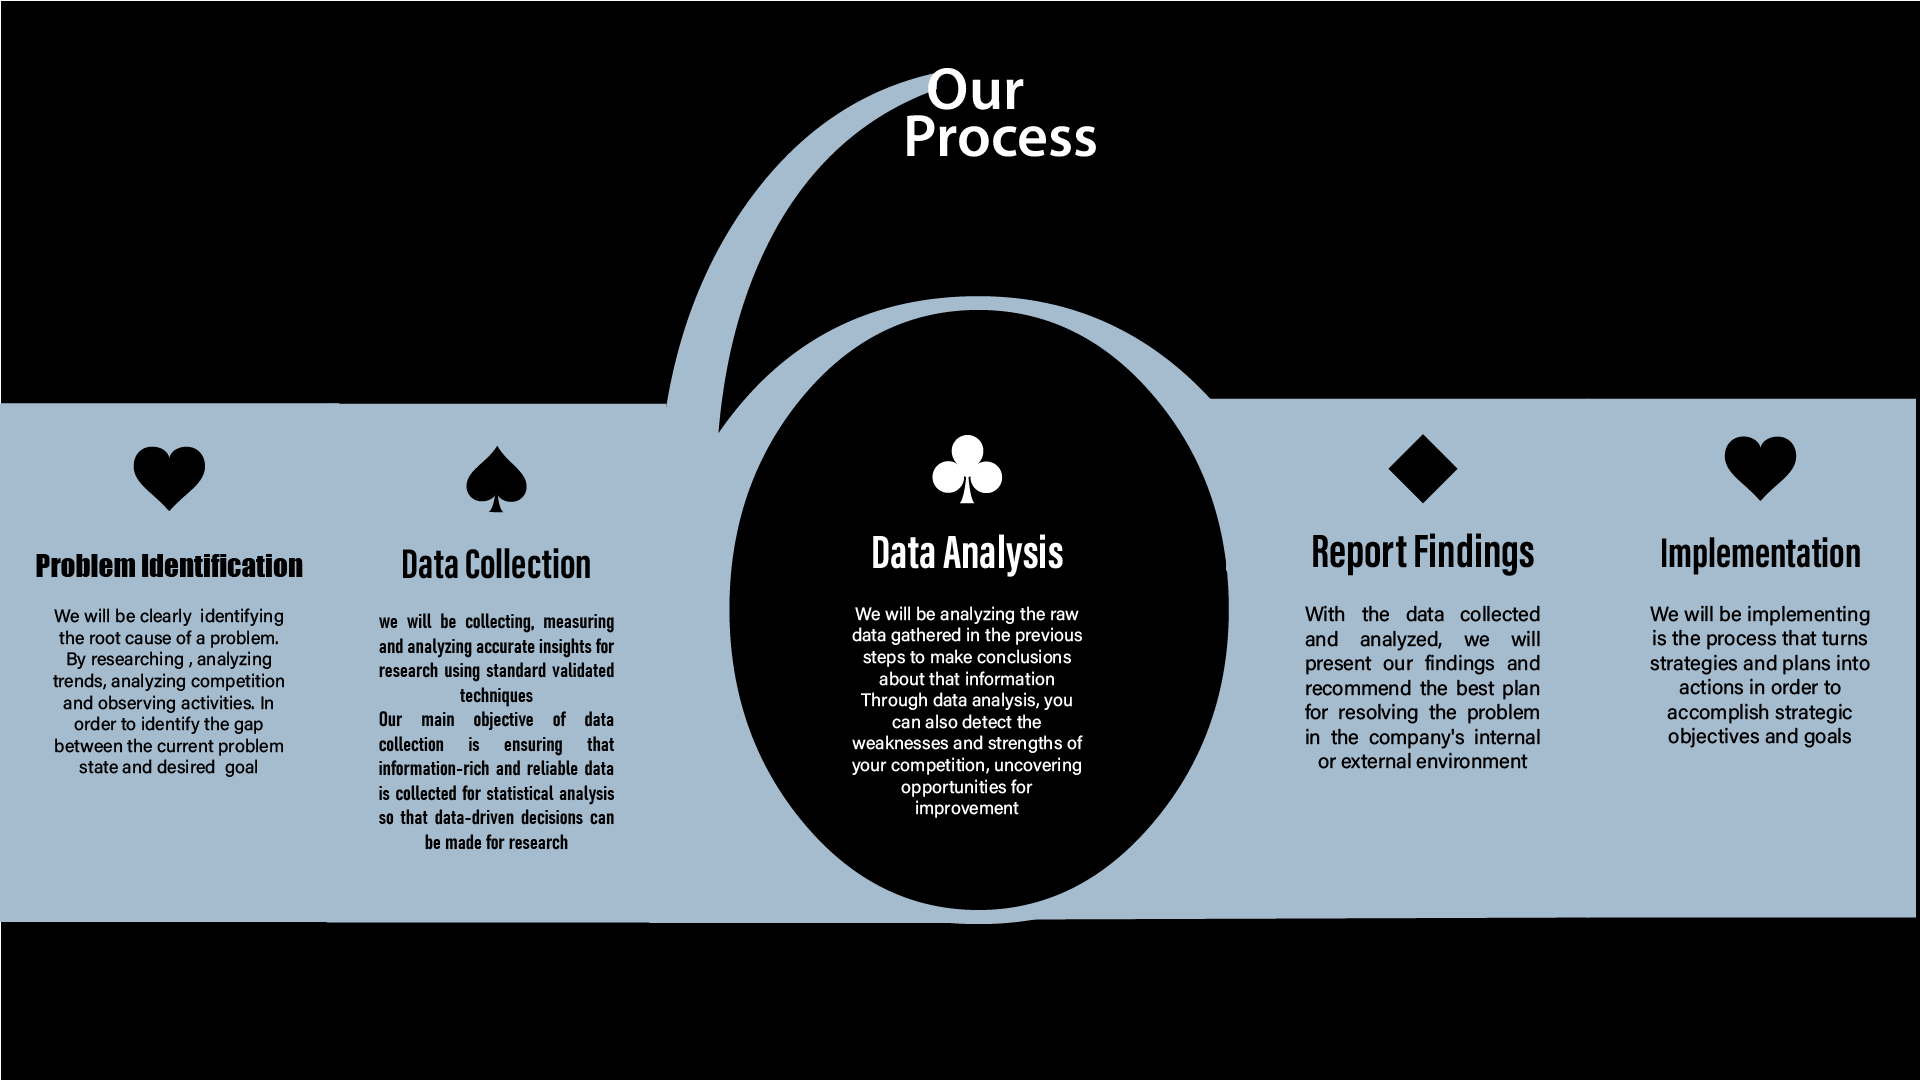 Our
Process
Problem Identification
We will be clearly identifying
the root cause of a problem.
By researching , analyzing
trends, analyzing competition
and observing activities. In
order to identify the gap
between the current problem
state and desired goal
Data Collection
we will be collecting, measuring
and analyzing accurate insights for
research using standard validated
techniques
Our main objective of data
collection is ensuring that
information-rich and reliable data
is collected for statistical analysis
so that data-driven decisions can
be made for research
Data Analysis
We will be analyzing the raw
data gathered in the previous
steps to make conclusions
about that information
Through data analysis, you
can also detect the
weaknesses and strengths of
your competition, uncovering
opportunities for
improvement
Report Findings
With the data collected
and analyzed, we will
present our findings and
recommend the best plan
for resolving the problem
in the company's internal
or external environment
Implementation
We will be implementing
is the process that turns
strategies and plans into
actions in order to
accomplish strategic
objectives and goals